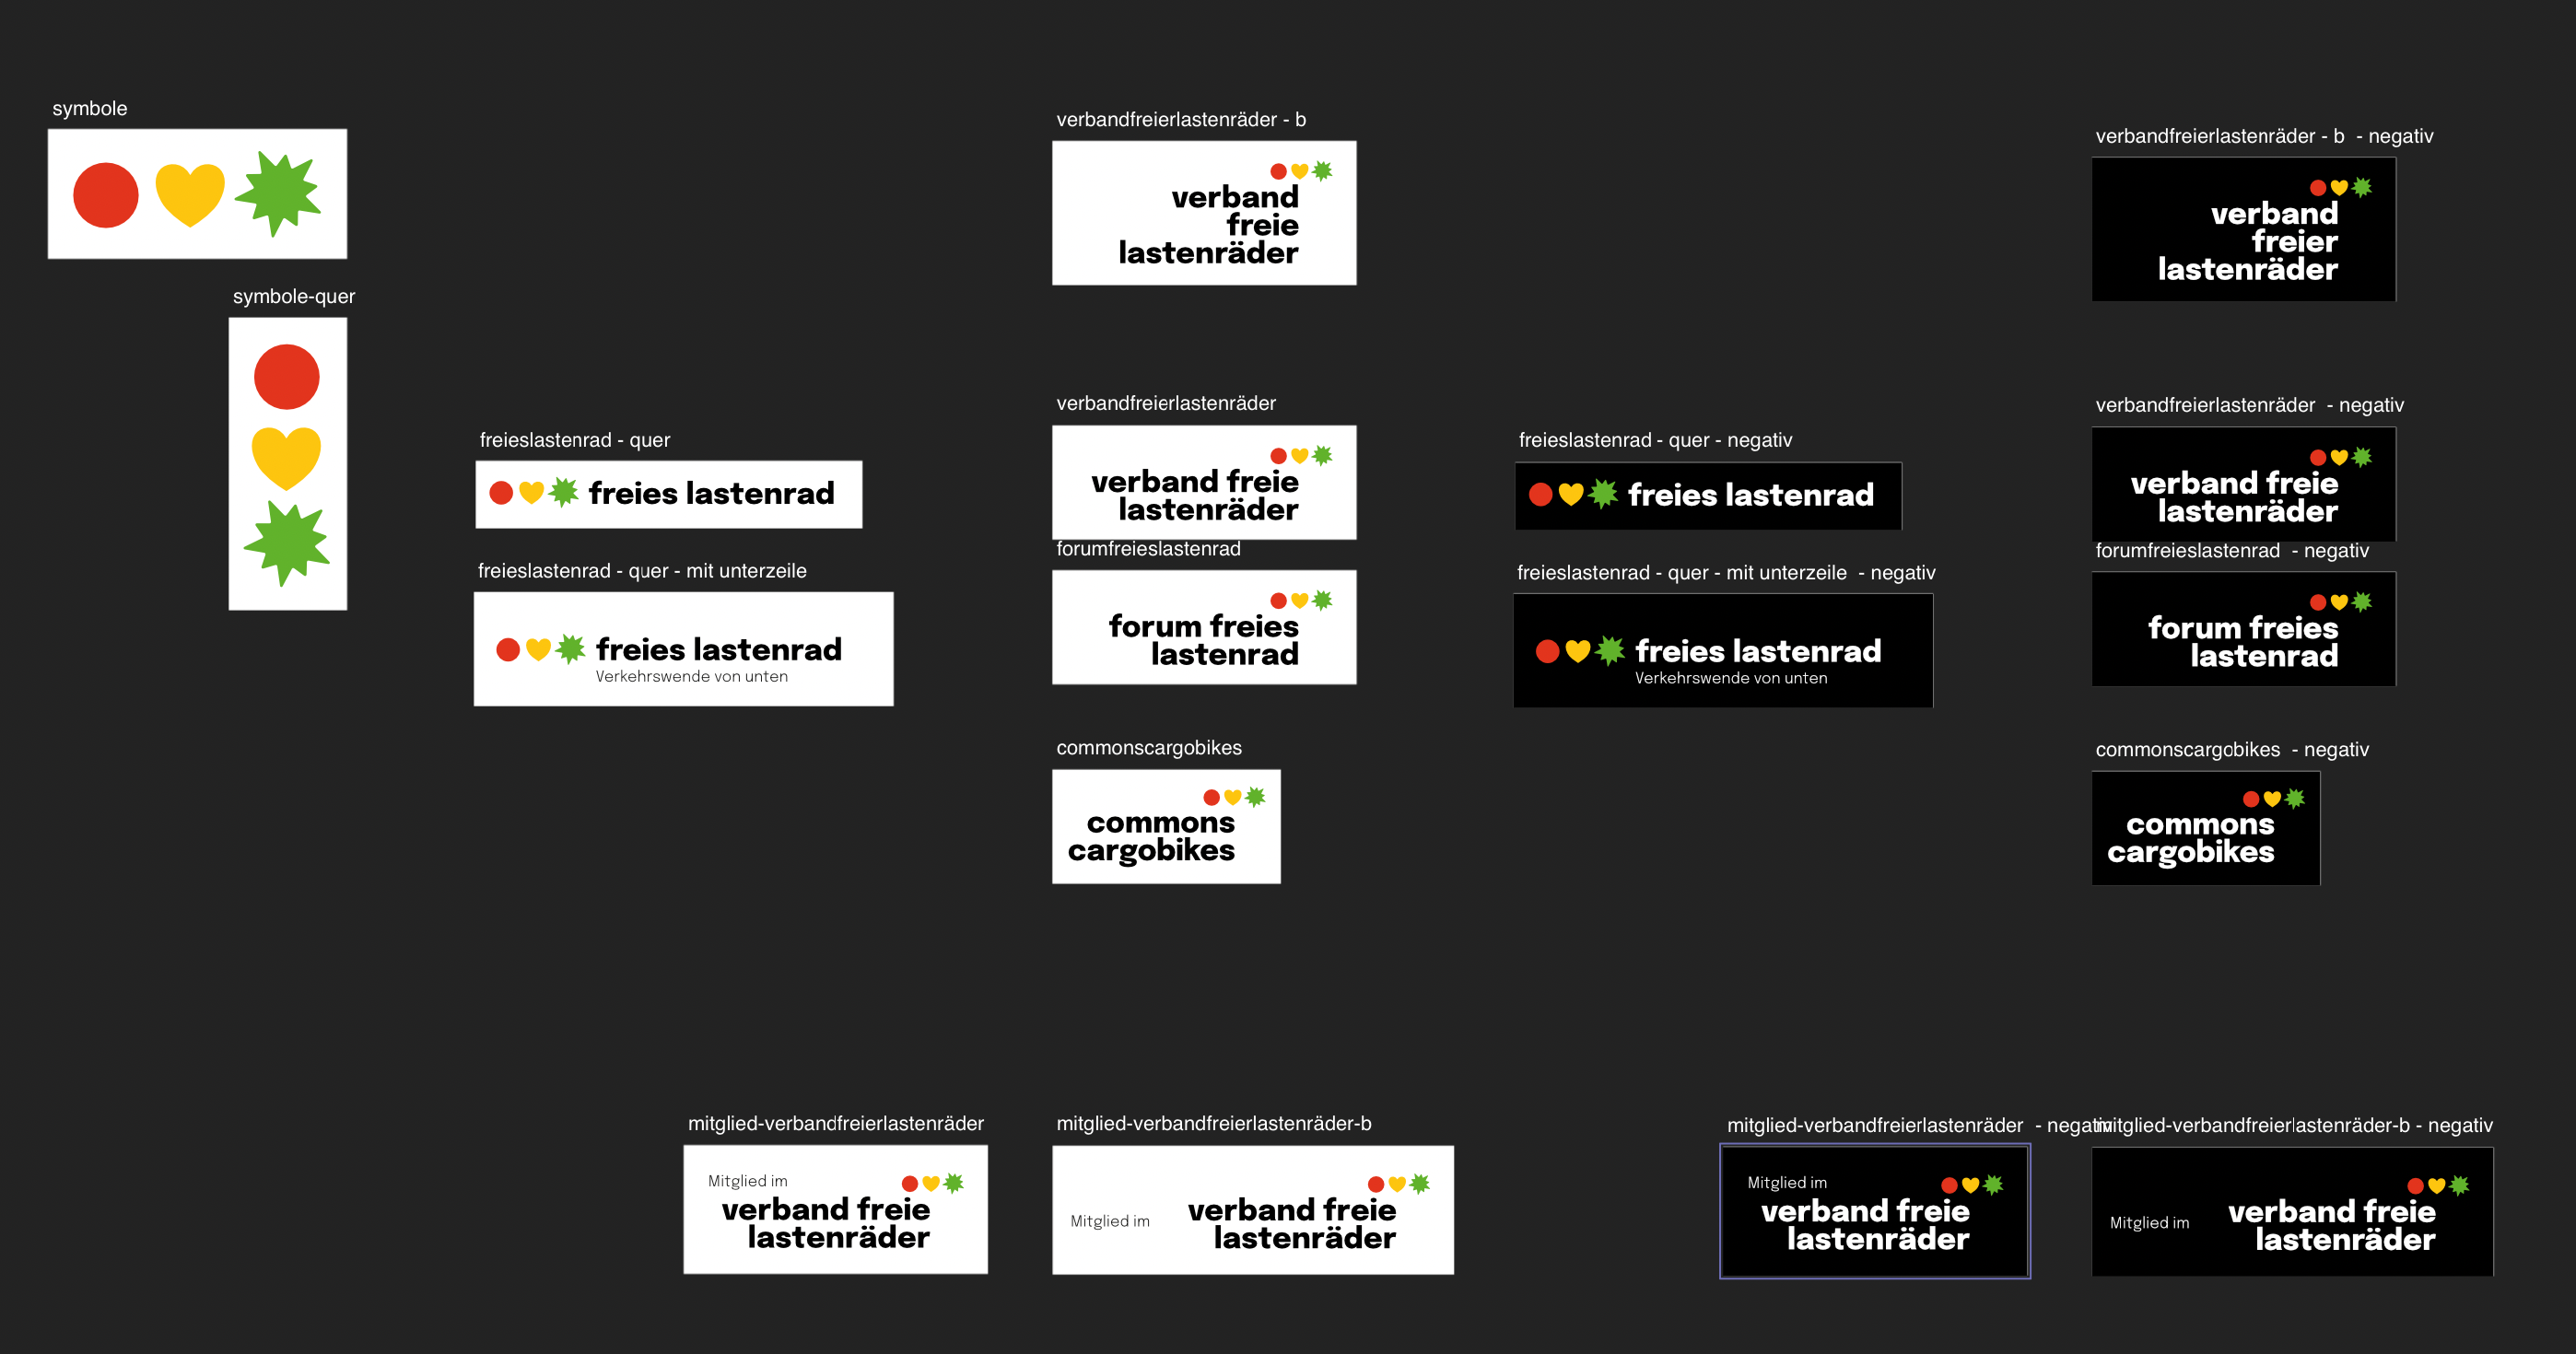 symbole
symbole-quer
freieslastenrad - quer
freies lastenrad
freieslastenrad - quer - mit unterzeile
freies lastenrad
Verkehrswende von unten
verbandfreierlastenräder - b
verband
freie
lastenräder
verbandfreierlastenräder
verband freie
lastenräder
forumfreieslastenrad
forum freies
lastenrad
commonscargobikes
commons
cargobikes
freieslastenrad - quer - negativ
freies lastenrad
freieslastenrad - quer - mit unterzeile - negativ
freies lastenrad
Verkehrswende von unten
verbandfreierlastenräder - b - negativ
verband
freier
lastenräder
verbandfreierlastenräder - negativ
verband freie
lastenräder
forumfreieslastenrad - negativ
forum freies
lastenrad
commonscargobikes - negativ
commons
cargobikes
mitglied-verbandfreierlastenräder
Mitglied im
verband freie
lastenräder
mitglied-verbandfreierlastenräder-b
Mitglied im
verband freie
lastenräder
mitglied-verbandfreierlastenräder - negativ
Mitglied im
verband freie
lastenräder
mitglied-verbandfreierlastenräder-b - negativ
Mitglied im
verband freie
lastenräder